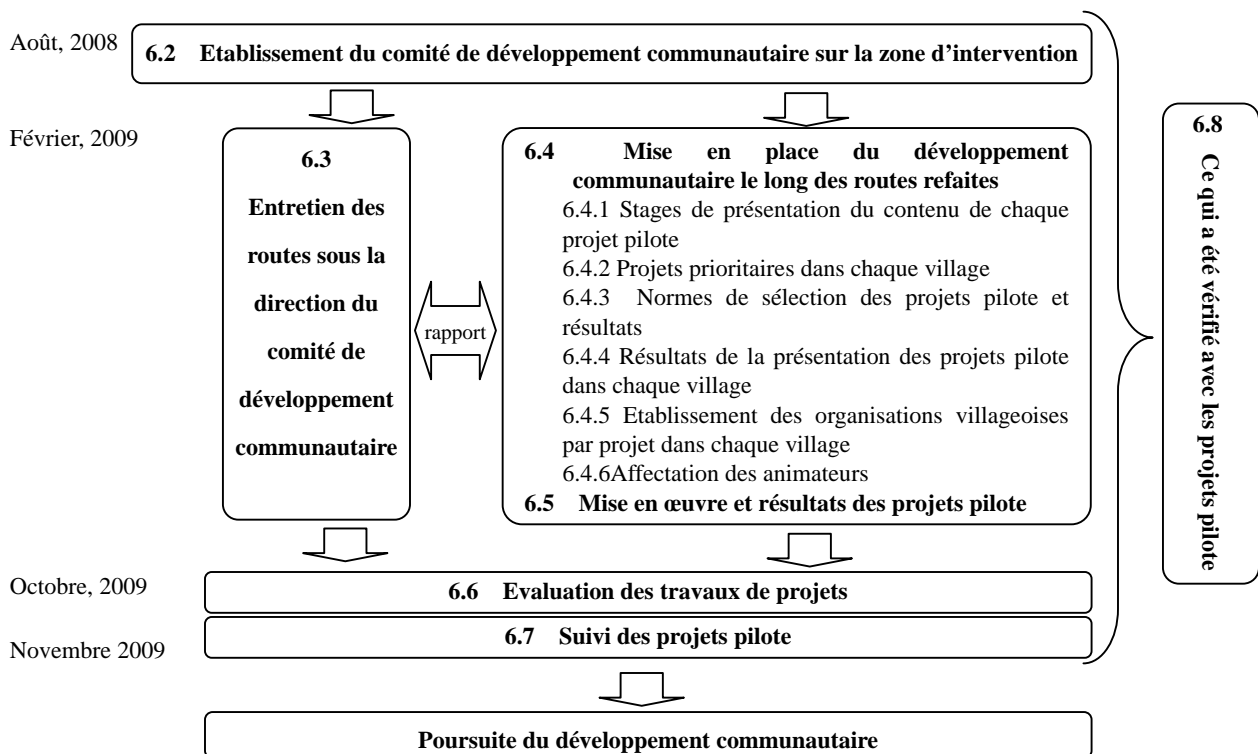 Août, 2008
6.2 Etablissement du comité de développement communautaire sur la zone d'intervention
Février, 2009
6.3
Entretien des
routes sous la
direction du
comité de
développement
communautaire
rapport
6.4 Mise en place du développement
communautaire le long des routes refaites
6.4.1 Stages de présentation du contenu de chaque
projet pilote
6.4.2 Projets prioritaires dans chaque village
6.4.3 Normes de sélection des projets pilote et
résultats
6.4.4 Résultats de la présentation des projets pilote
dans chaque village
6.4.5 Etablissement des organisations villageoises
par projet dans chaque village
6.4.6Affectation des animateurs
6.5 Mise en œuvre et résultats des projets pilote
6.8
Ce qui a été vérifié avec les projets pilote
Octobre, 2009
6.6 Evaluation des travaux de projets
Novembre 2009
6.7 Suivi des projets pilote
Poursuite du développement communautaire